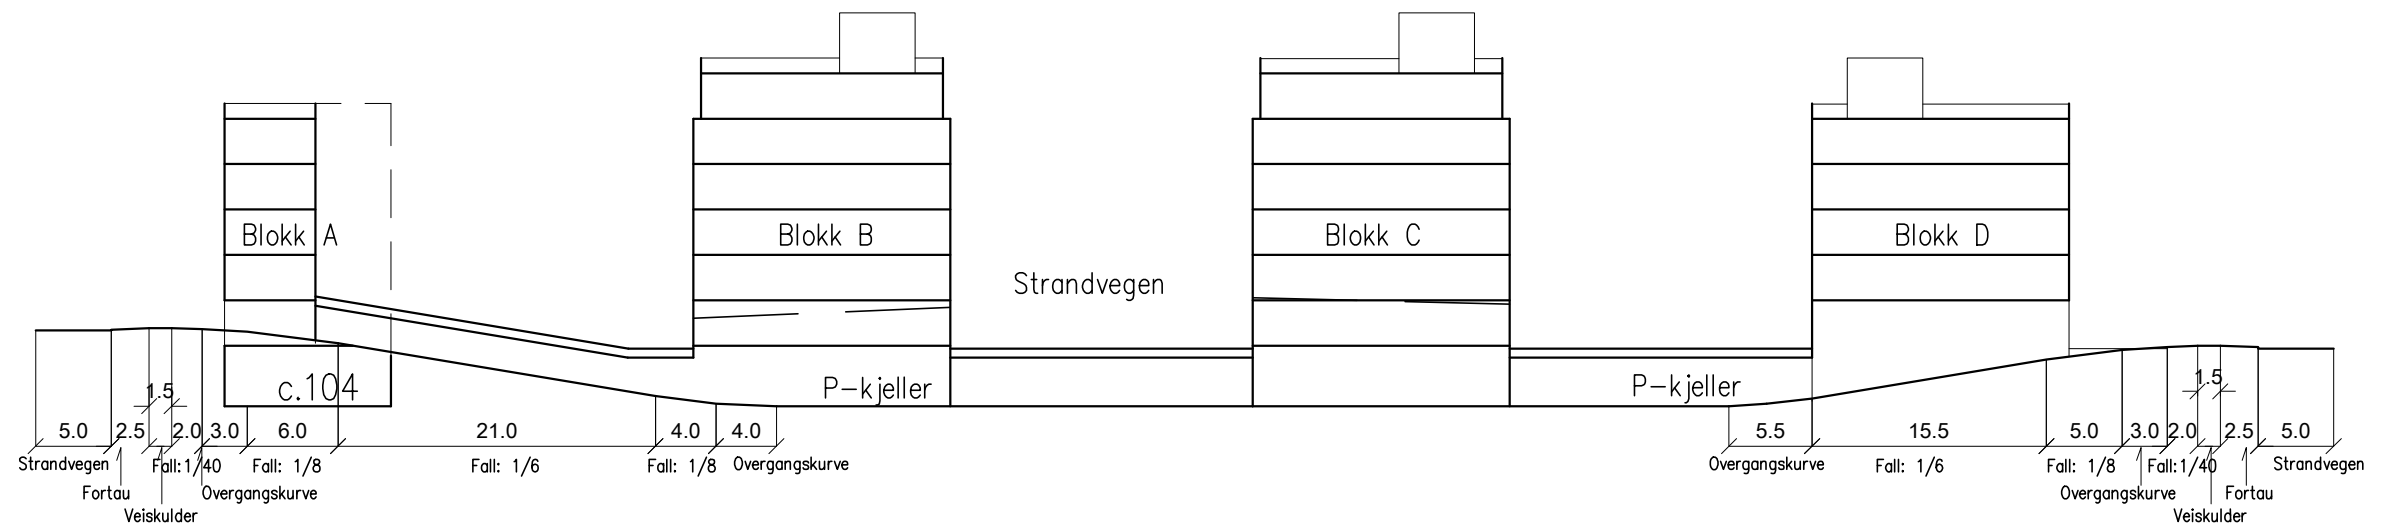 Blokk A
Blokk B
Blokk C
Blokk D
Strandvegen
c.104
P-kjeller
P-kjeller
1.5
1.5
5.0
2.5
2.0
3.0
6.0
21.0
4.0
4.0
5.5
15.5
5.0
3.0
2.0
2.5
5.0
Strandvegen
Fall:1/40
Fall: 1/8
Fall: 1/6
Fall: 1/8
Overgangskurve
Overgangskurve
Fall: 1/6
Fall: 1/8
Fall:1/40
Strandvegen
Fortau
Overgangskurve
Overgangskurve
Fortau
Veiskulder
Veiskulder